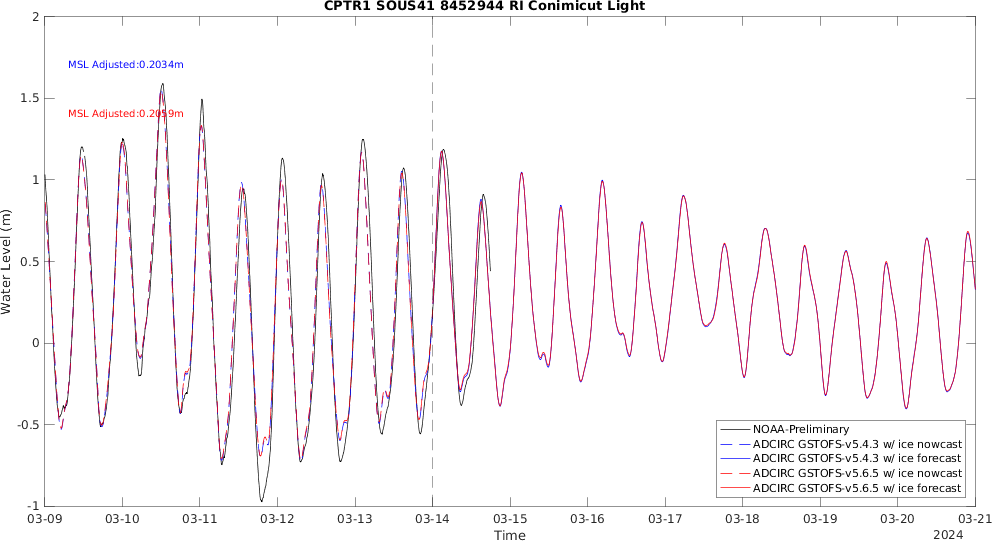 CPTR1 SOUS41 8452944 RI Conimicut Light
2
1.5
1
0.5
0
-0.5
-1
Water Level (m)
MSL Adjusted:0.2034m
MSL Adjusted:0.2059m
NOAA-Preliminary
ADCIRC GSTOFS-v5.4.3 w/ ice nowcast
ADCIRC GSTOFS-v5.4.3 w/ ice forecast
ADCIRC GSTOFS-v5.6.5 w/ ice nowcast
ADCIRC GSTOFS-v5.6.5 w/ ice forecast
03-09 03-10 03-11 03-12 03-13 03-14 03-15 03-16 03-17 03-18 03-19 03-20 03-21
Time
2024